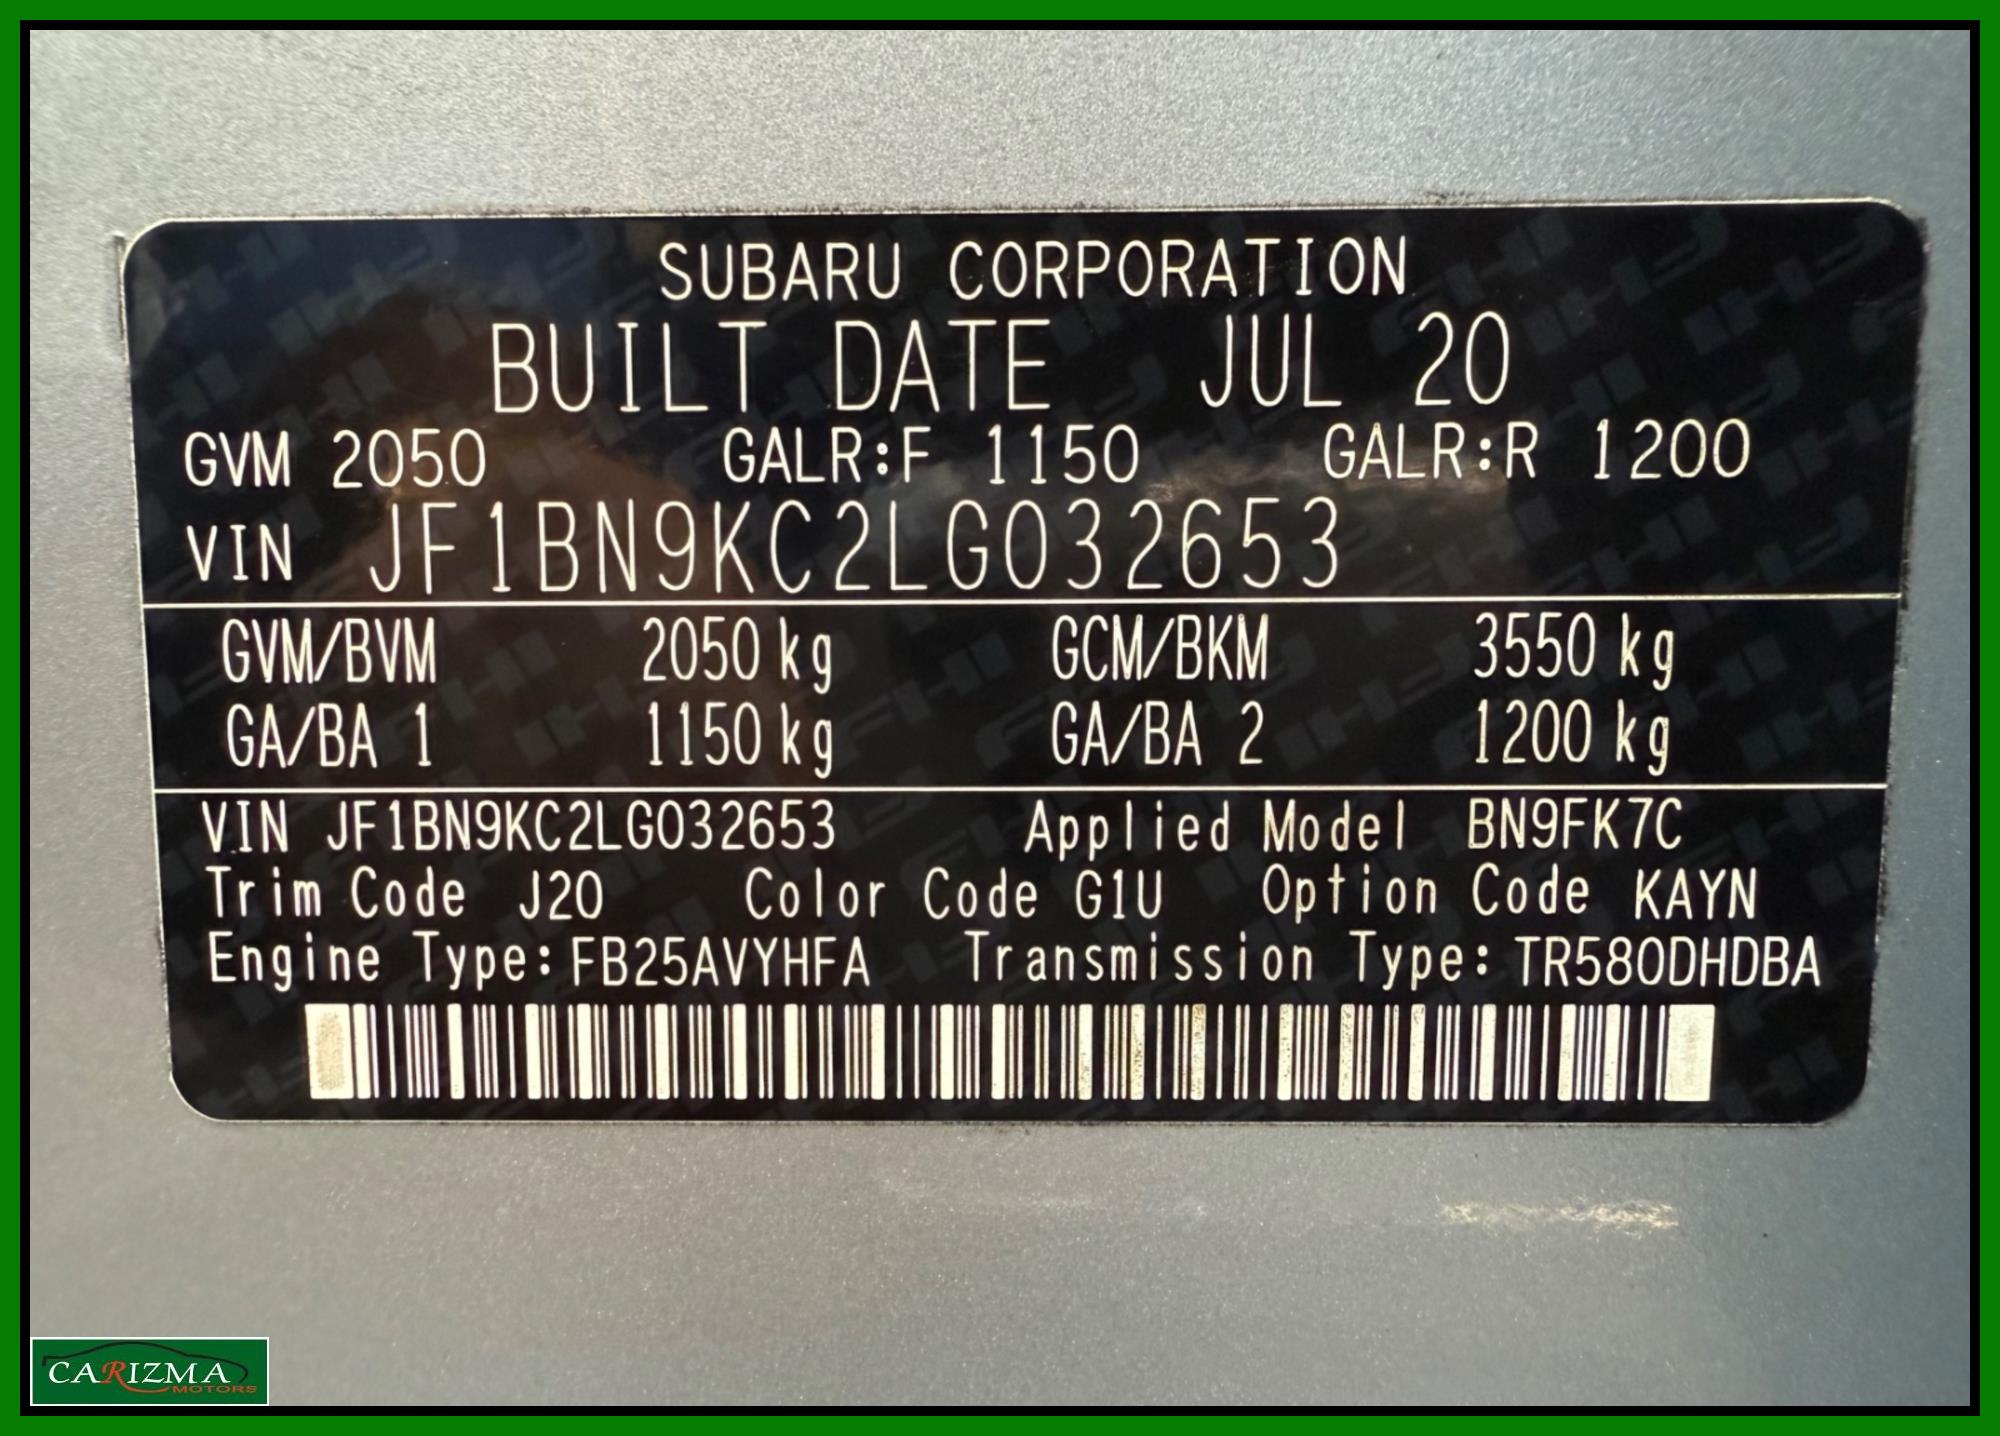 SUBARU CORPORATION
BUILT DATE JUL 20
GVM 2050 GALR:F 1150 GALR:R 1200
VIN JF1BN9KC2LG032653
GVM/BVM 2050 kg GCM/BKM 3550 kg
GA/BA 1 1150 kg GA/BA 2 1200 kg
VIN JF1BN9KC2LG032653 Applied Model BN9FK7C
Trim Code J20 Color Code G1U Option Code KAYN
Engine Type:FB25AVYHFA Transmission Type:TR580DHDBA
CARIZMA
MOTORS